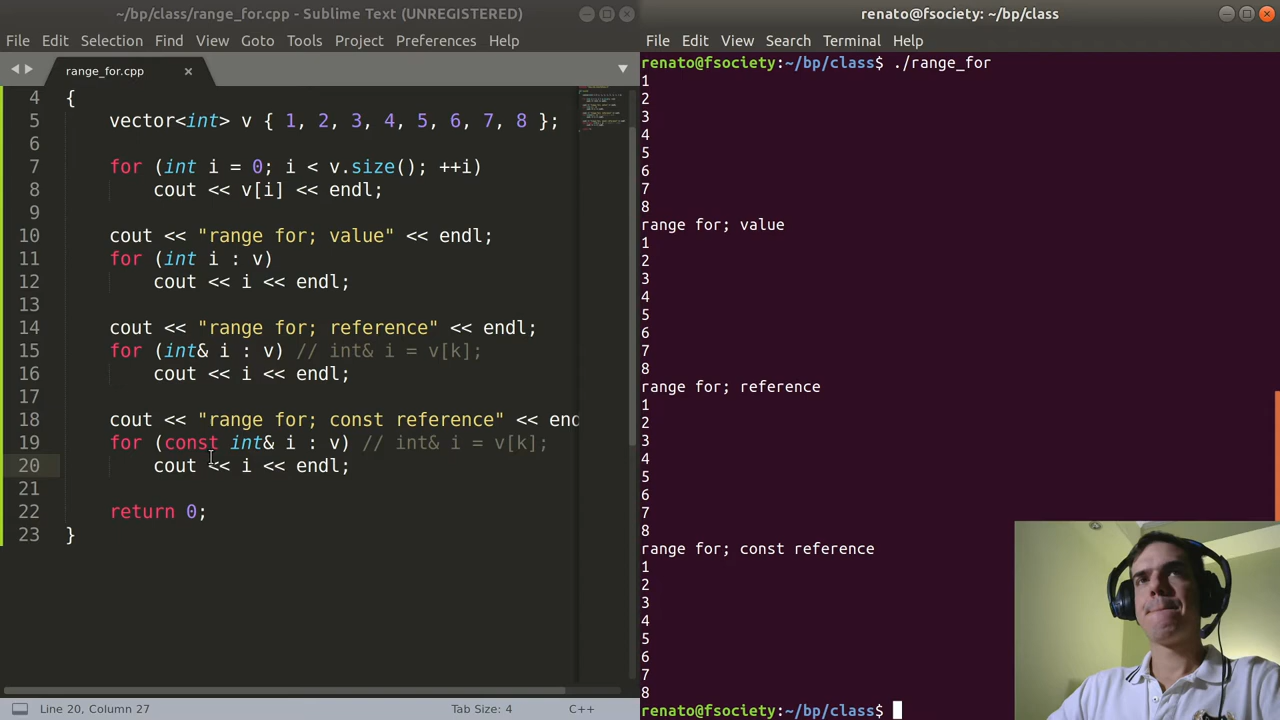 ~/bp/class/range_for.cpp - Sublime Text (UNREGISTERED)
File Edit Selection Find View Goto Tools Project Preferences Help
range_for.cpp
4 {
5 vector<int> v { 1, 2, 3, 4, 5, 6, 7, 8 };
6
7 for (int i = 0; i < v.size(); ++i)
8 cout << v[i] << endl;
9
10 cout << "range for; value" << endl;
11 for (int i : v)
12 cout << i << endl;
13
14 cout << "range for; reference" << endl;
15 for (int& i : v) // int& i = v[k];
16 cout << i << endl;
17
18 cout << "range for; const reference" << end
19 for (const int& i : v) // int& i = v[k];
20 cout << i << endl;
21
22 return 0;
23 }
Line 20, Column 27 Tab Size: 4 C++
renato@fsociety: ~/bp/class
File Edit View Search Terminal Help
renato@fsociety:~/bp/class$ ./range_for
1
2
3
4
5
6
7
8
range for; value
1
2
3
4
5
6
7
8
range for; reference
1
2
3
4
5
6
7
8
range for; const reference
1
2
3
4
5
6
7
8
renato@fsociety:~/bp/class$